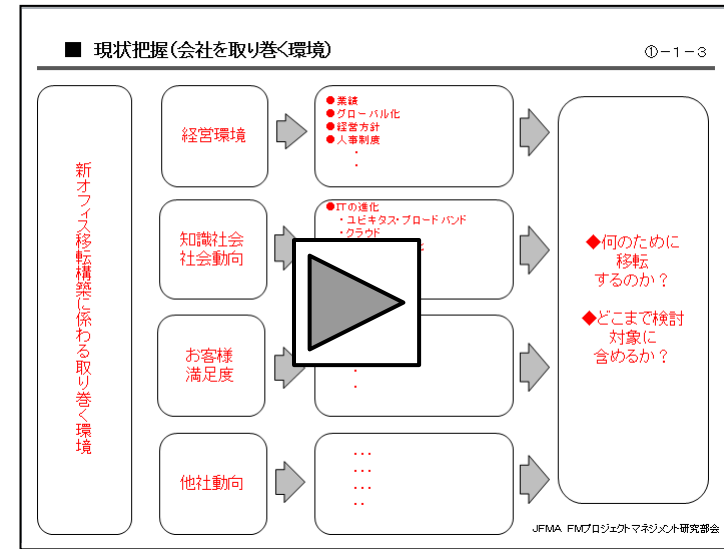 ■ 現状把握(会社を取り巻く環境)
①-1-3
新オフィス移転構築に係わる取り巻く環境
経営環境
●業績
●グローバル化
●経営方針
●人事制度
・
・
知識社会
社会動向
●ITの進化
・ユビキタス・ブロードバンド
・クラウド
お客様
満足度
・
・
他社動向
・・・
・・・
・・・
・・
◆何のために
移転
するのか？
◆どこまで検討
対象に
含めるか？
JFMA FMプロジェクトマネジメント研究部会